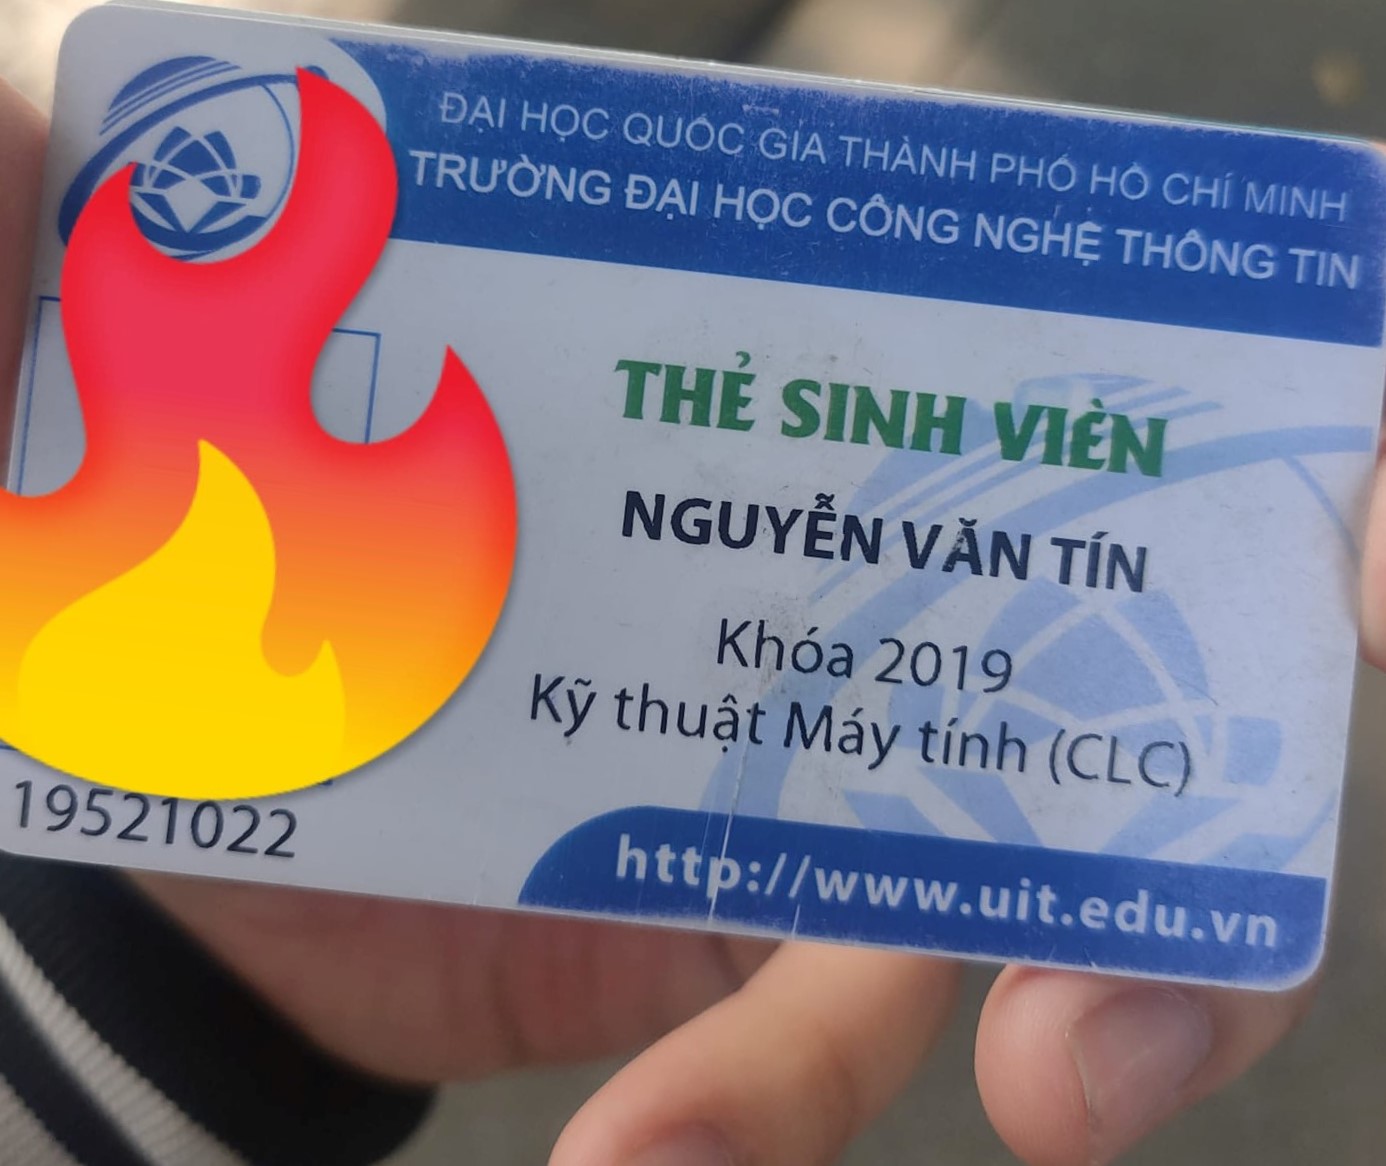 ĐẠI HỌC QUỐC GIA THÀNH PHỐ HỒ CHÍ MINH
TRƯỜNG ĐẠI HỌC CÔNG NGHỆ THÔNG TIN
THẺ SINH VIÊN
NGUYỄN VĂN TÍN
Khóa 2019
Kỹ thuật Máy tính (CLC)
19521022
http://www.uit.edu.vn